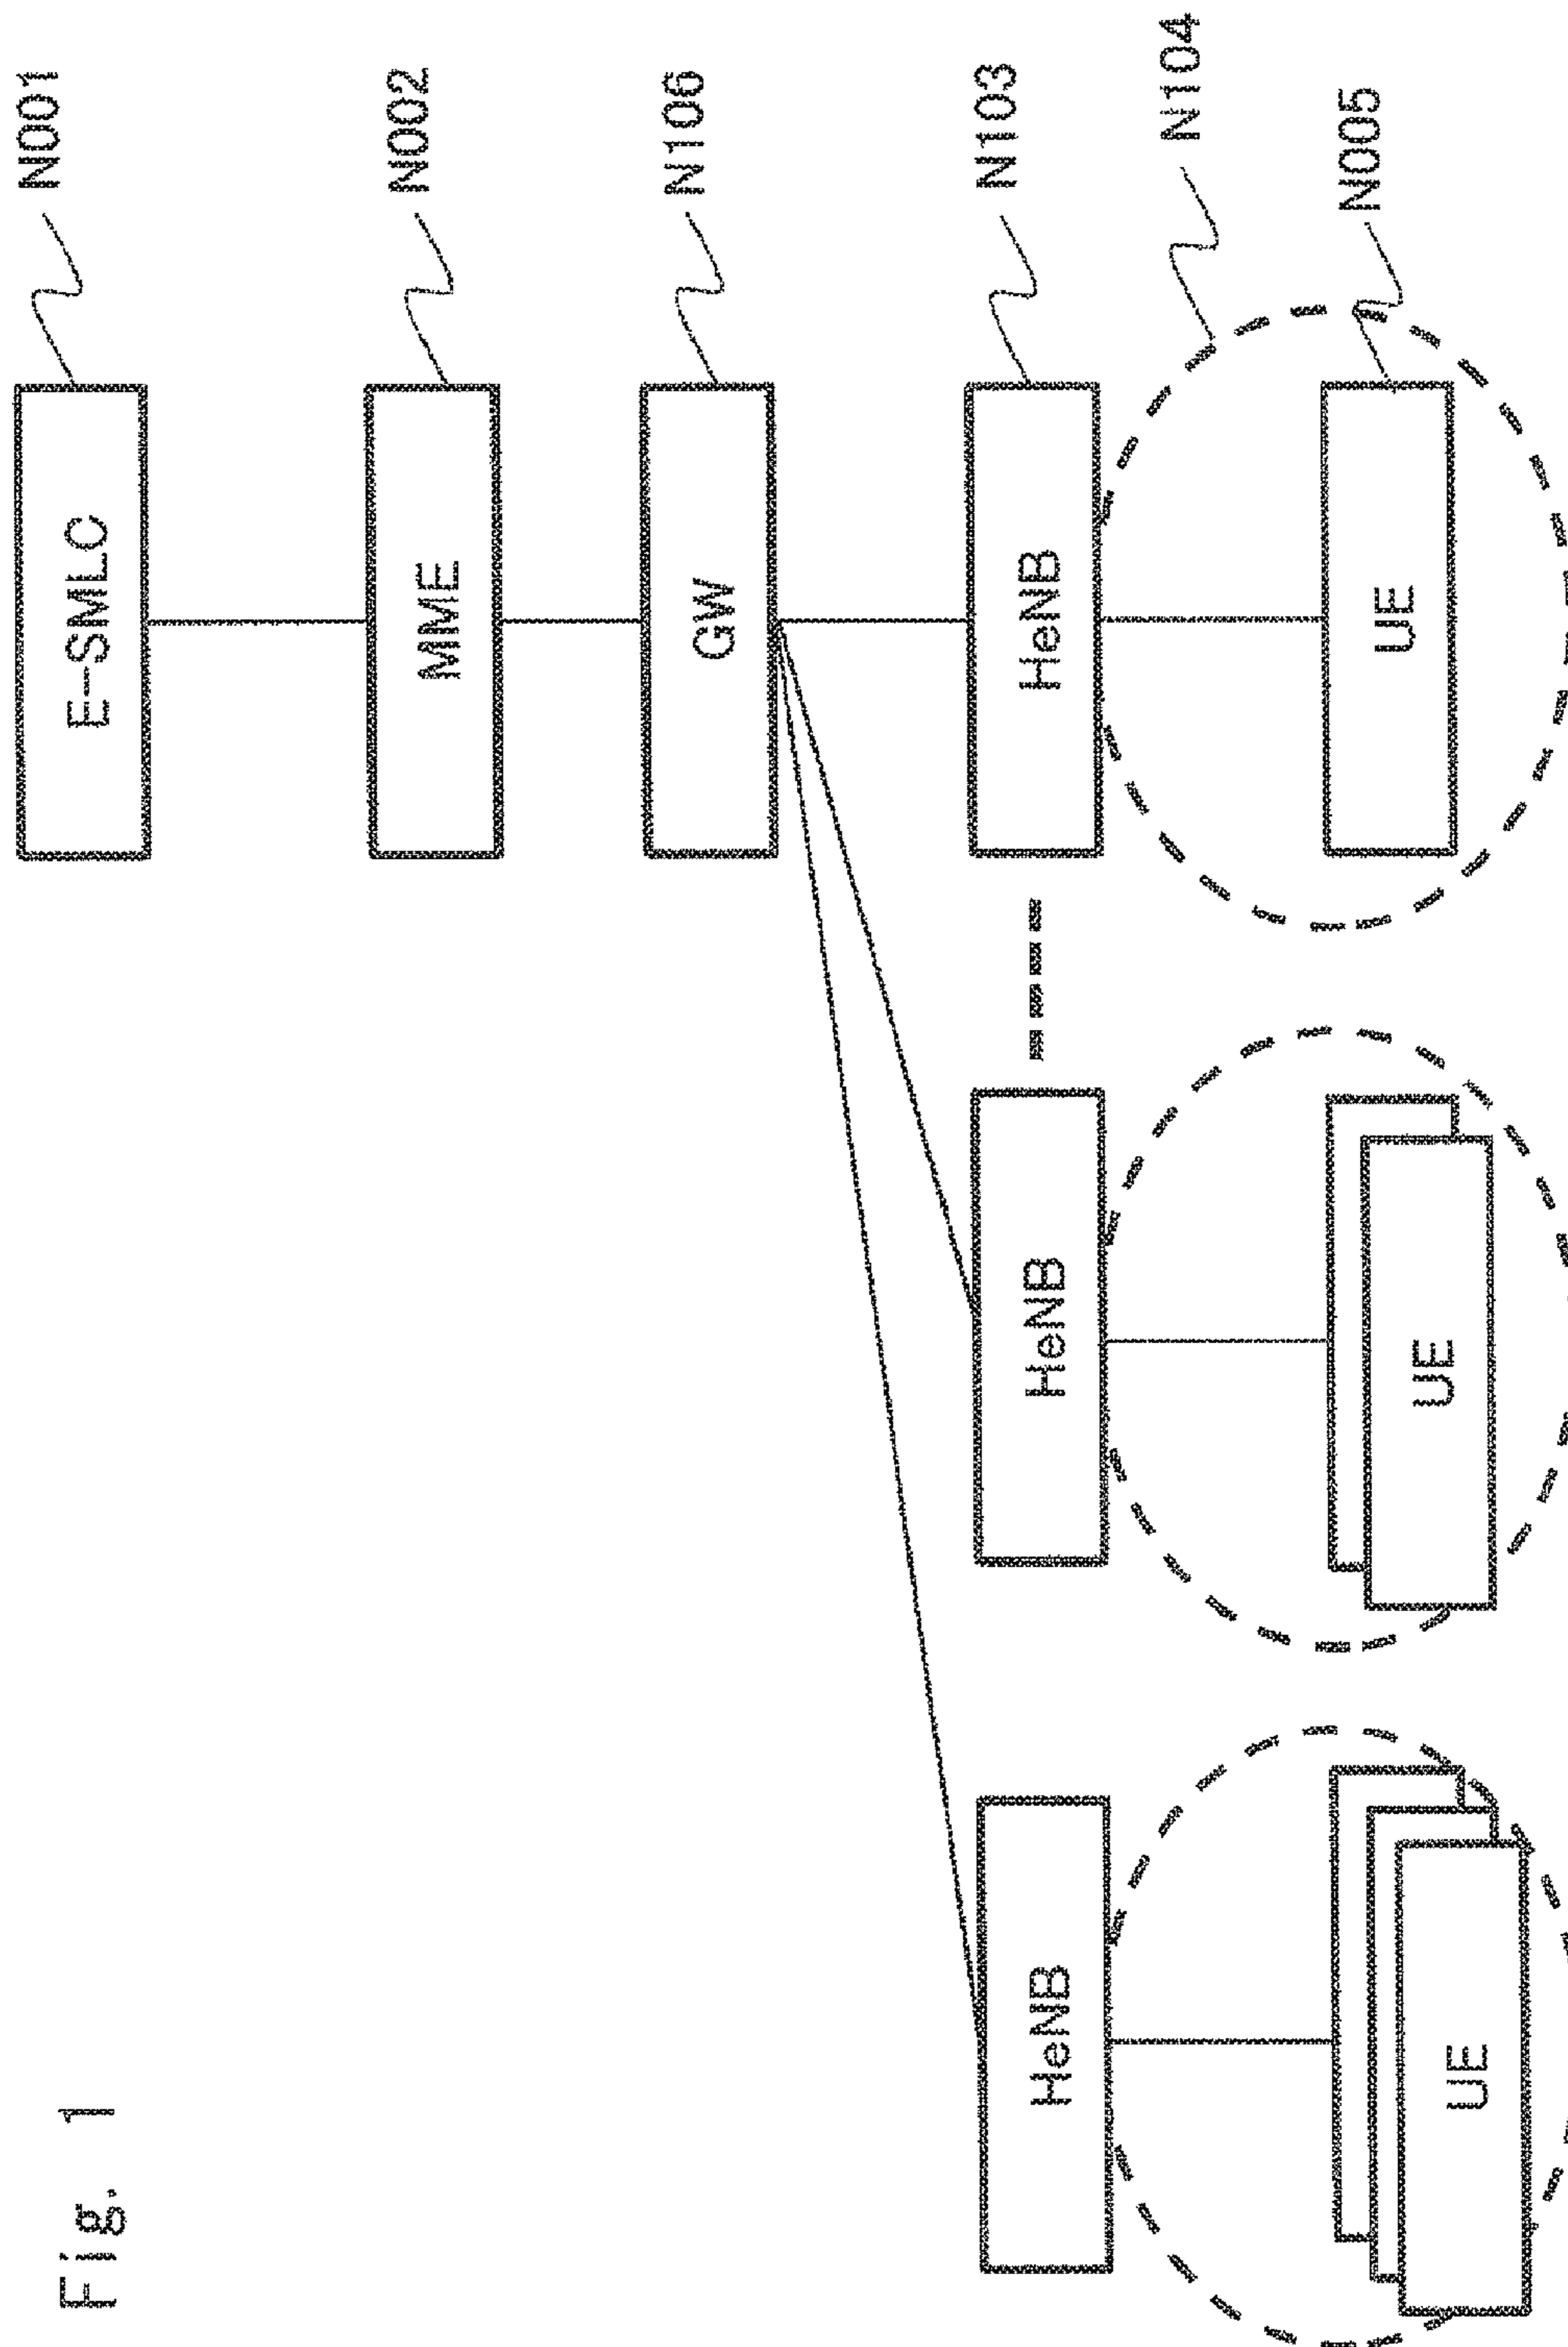 Fig. 1
E-SMLC
N001
MME
N002
GW
N106
HeNB
HeNB
HeNB
N103
N104
UE
UE
UE
N005